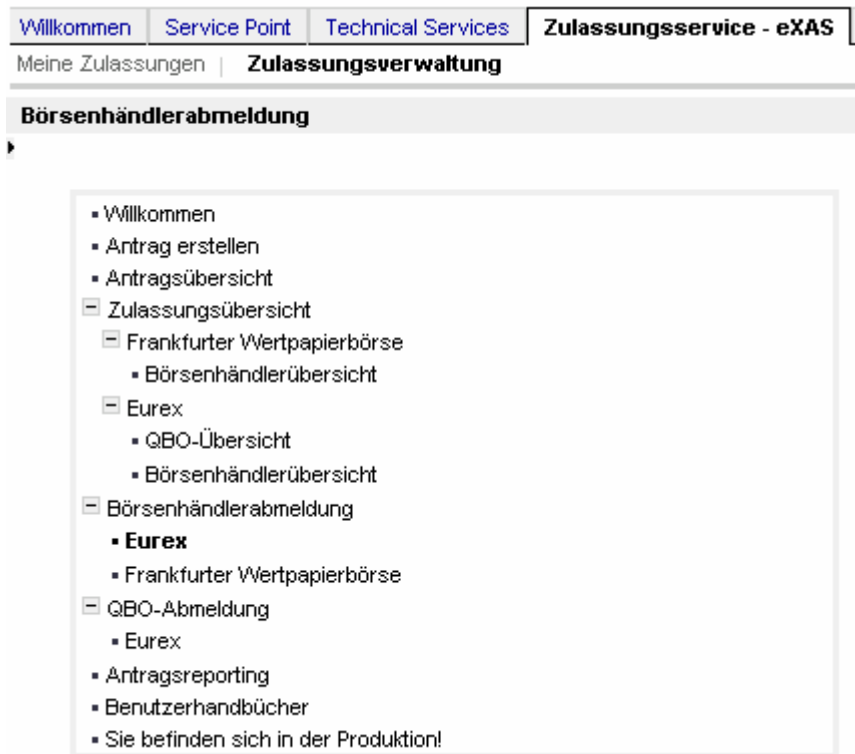 Willkommen Service Point Technical Services Zulassungsservice - eXAS
Meine Zulassungen | Zulassungsverwaltung
Börsenhändlerabmeldung
Willkommen
Antrag erstellen
Antragsübersicht
Zulassungsübersicht
Frankfurter Wertpapierbörse
Börsenhändlerübersicht
Eurex
QBO-Übersicht
Börsenhändlerübersicht
Börsenhändlerabmeldung
Eurex
Frankfurter Wertpapierbörse
QBO-Abmeldung
Eurex
Antragsreporting
Benutzerhandbücher
Sie befinden sich in der Produktion!